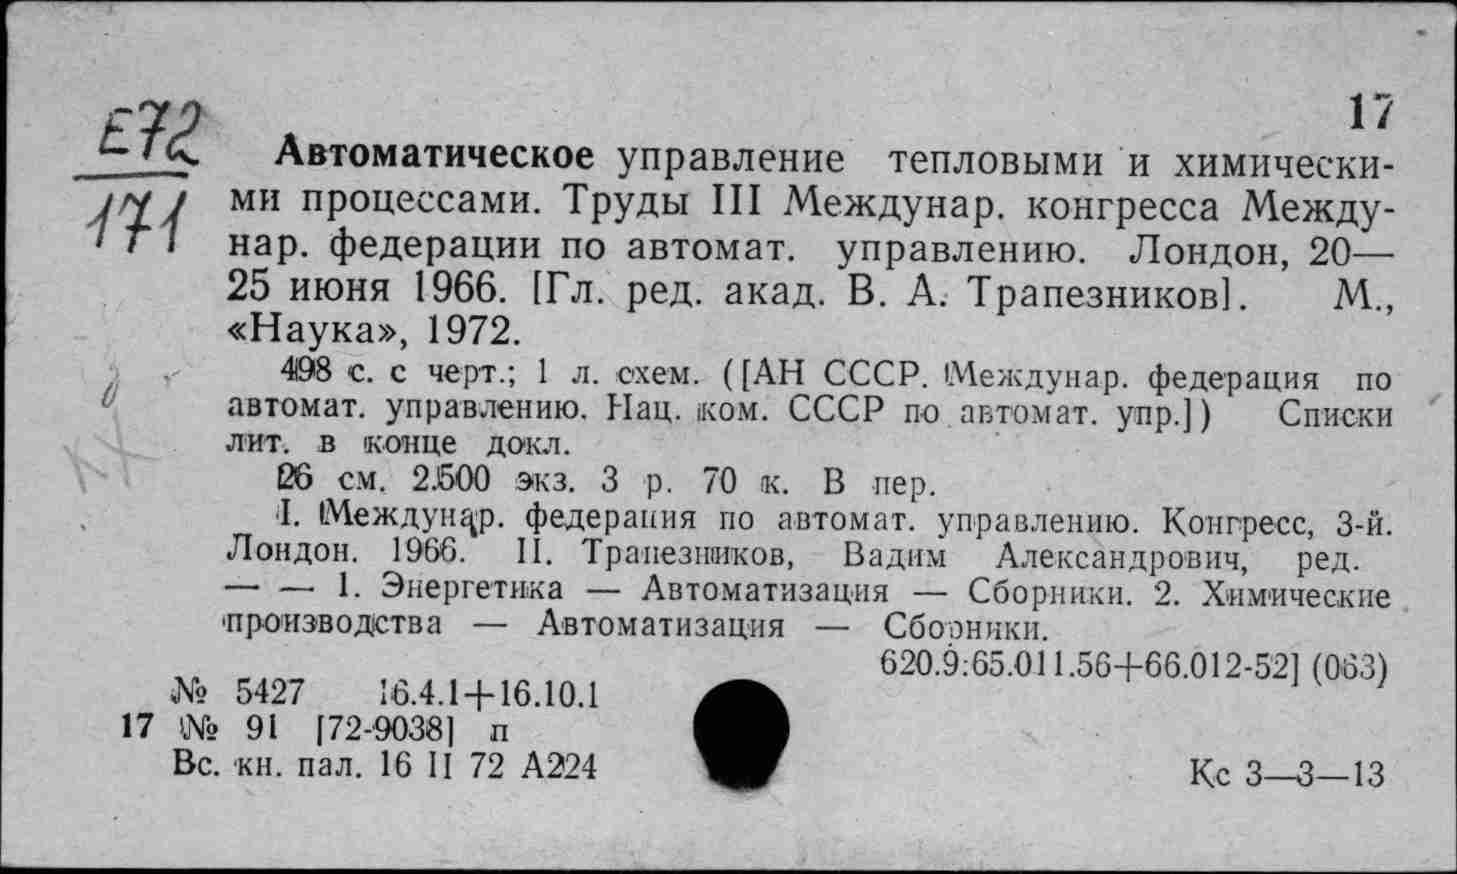 17
Е72
171
Автоматическое управление тепловыми и химически-
ми процессами. Труды III Междунар. конгресса Между-
нар. федерации по автомат. управлению. Лондон, 20—
25 июня 1966. [Гл. ред. акад. В. А. Трапезников]. М.,
«Наука», 1972.
498 с. с черт.; 1 л. схем. ([АН СССР. Междунар. федерация по
автомат. управлению. Нац. ком. СССР по автомат. упр.]) Списки
лит. в конце докл.
26 см. 2.500 экз. 3 р. 70 к. В пер.
I. Междунар. федерация по автомат. управлению. Конгресс, 3-й.
Лондон. 1966. II. Трапезников, Вадим Александрович, ред.
— — 1. Энергетика — Автоматизация — Сборники. 2. Химические
производства — Автоматизация — Сборники.
620.9:65.011.56+66.012-52] (063)
№ 5427 16.4.1+16.10.1
17 № 91 [72-9038] п
Вс. кн. пал. 16 II 72 А224
Кс 3—3—13